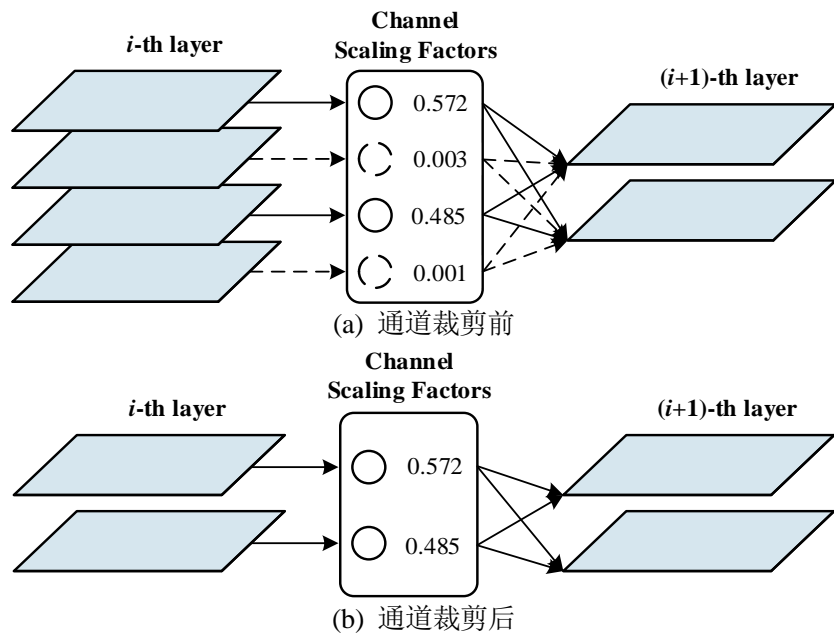 Channel
Scaling Factors
i-th layer
(i+1)-th layer
0.572
0.003
0.485
0.001
(a) 通道裁剪前
Channel
Scaling Factors
i-th layer
(i+1)-th layer
0.572
0.485
(b) 通道裁剪后